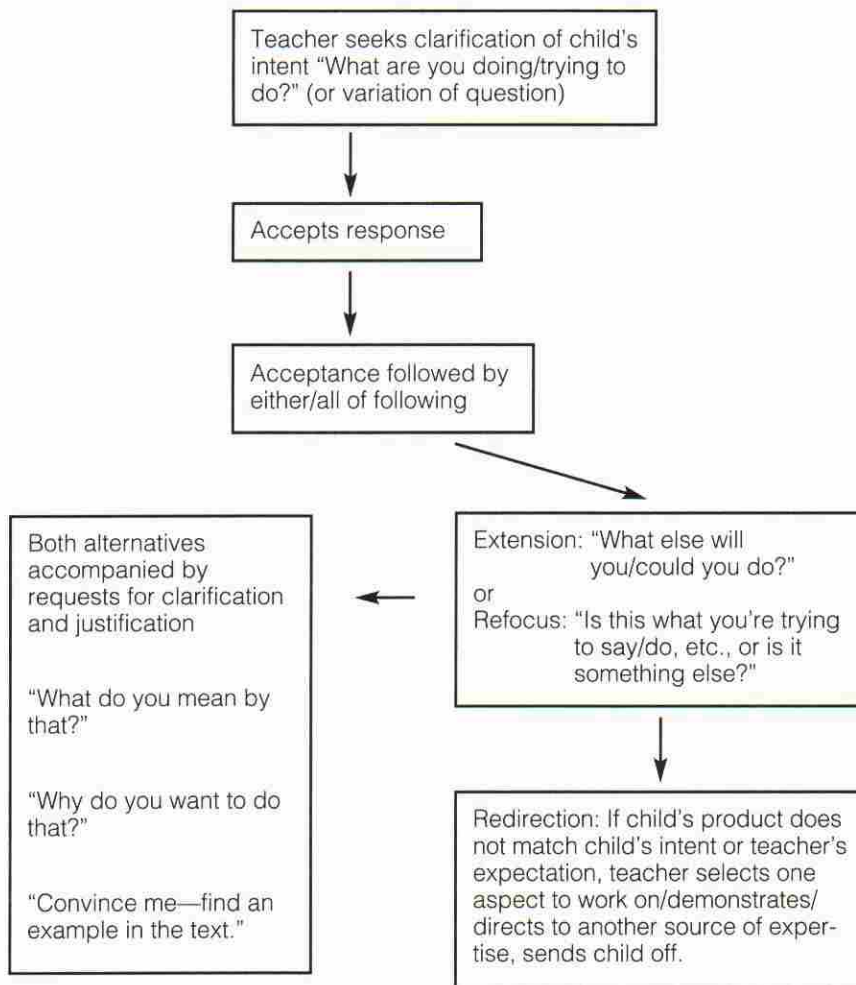 Teacher seeks clarification of child's
intent “What are you doing/trying to
do?” (or variation of question)
Accepts response
Acceptance followed by
either/all of following
Both alternatives
accompanied by
requests for clarification
and justification
“What do you mean by
that?”
“Why do you want to do
that?”
“Convince me—find an
example in the text.”
Extension: “What else will
you/could you do?”
or
Refocus: “Is this what you're trying
to say/do, etc., or is it
something else?”
Redirection: If child's product does
not match child's intent or teacher's
expectation, teacher selects one
aspect to work on/demonstrates/
directs to another source of exper-
tise, sends child off.